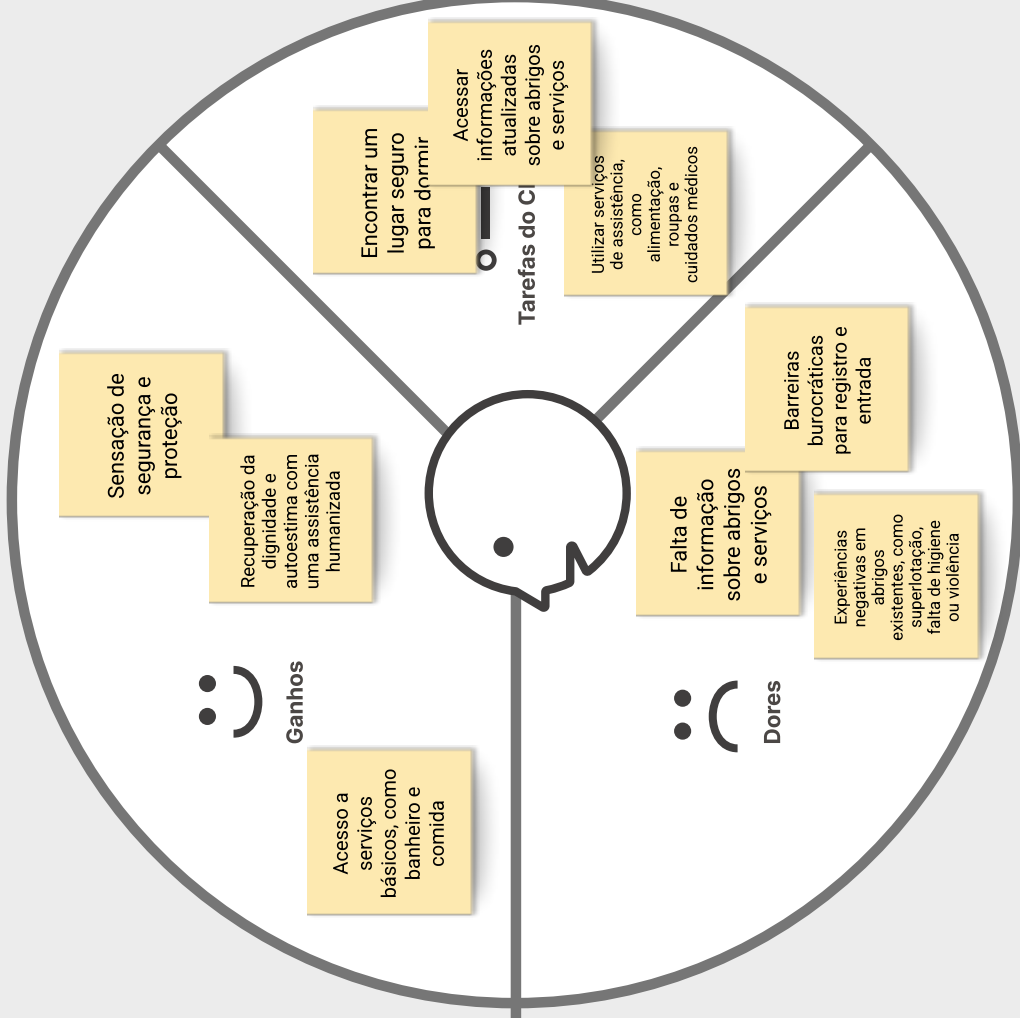 Sensação de
segurança e
proteção
Recuperação da
dignidade e
autoestima com
uma assistência
humanizada
Ganhos
Acesso a
serviços
básicos, como
banheiro e
comida
Encontrar um
lugar seguro
para dormir
Acessar
informações
atualizadas
sobre abrigos
e serviços
Tarefas do
Utilizar serviços
de assistência,
como
alimentação,
roupas e
cuidados médicos
Falta de
informação
sobre abrigos
e serviços
Barreiras
burocráticas
para registro e
entrada
Experiências
negativas em
abrigos
existentes, como
superlotação,
falta de higiene
ou violência
Dores